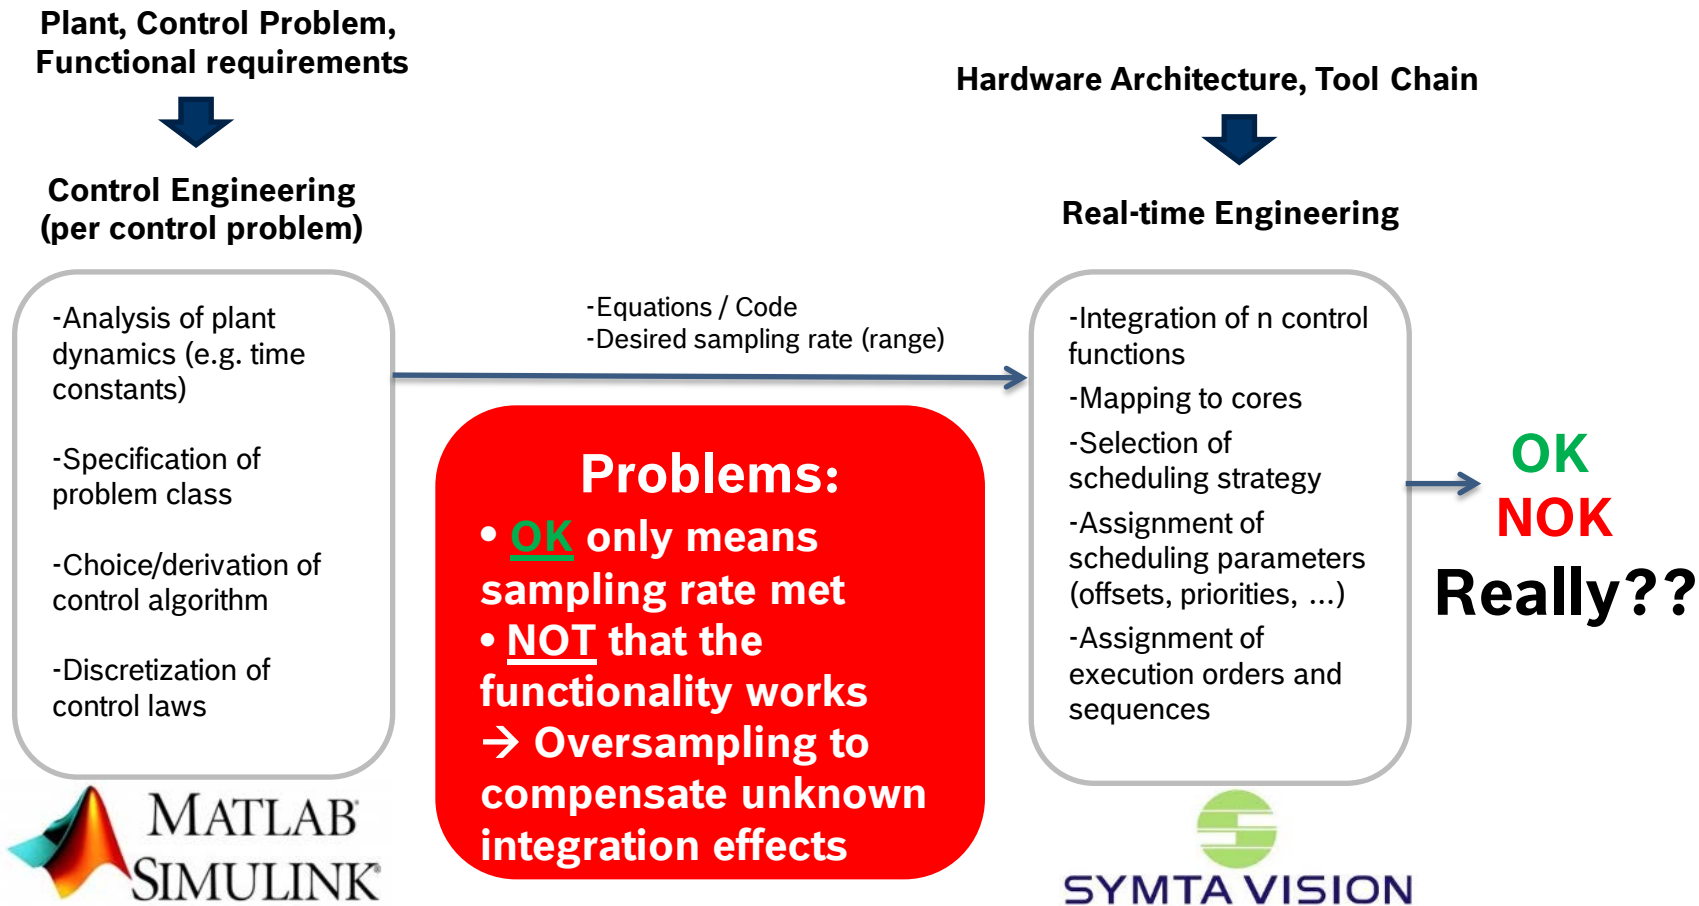 Plant, Control Problem,
Functional requirements
Control Engineering
(per control problem)
-Analysis of plant
dynamics (e.g. time
constants)
-Specification of
problem class
-Choice/derivation of
control algorithm
-Discretization of
control laws
MATLAB
SIMULINK®
-Equations / Code
-Desired sampling rate (range)
Problems:
• OK only means
sampling rate met
• NOT that the
functionality works
→ Oversampling to
compensate unknown
integration effects
Hardware Architecture, Tool Chain
Real-time Engineering
-Integration of n control
functions
-Mapping to cores
-Selection of
scheduling strategy
-Assignment of
scheduling parameters
(offsets, priorities, ...)
-Assignment of
execution orders and
sequences
SYMTA VISION
OK
NOK
Really??